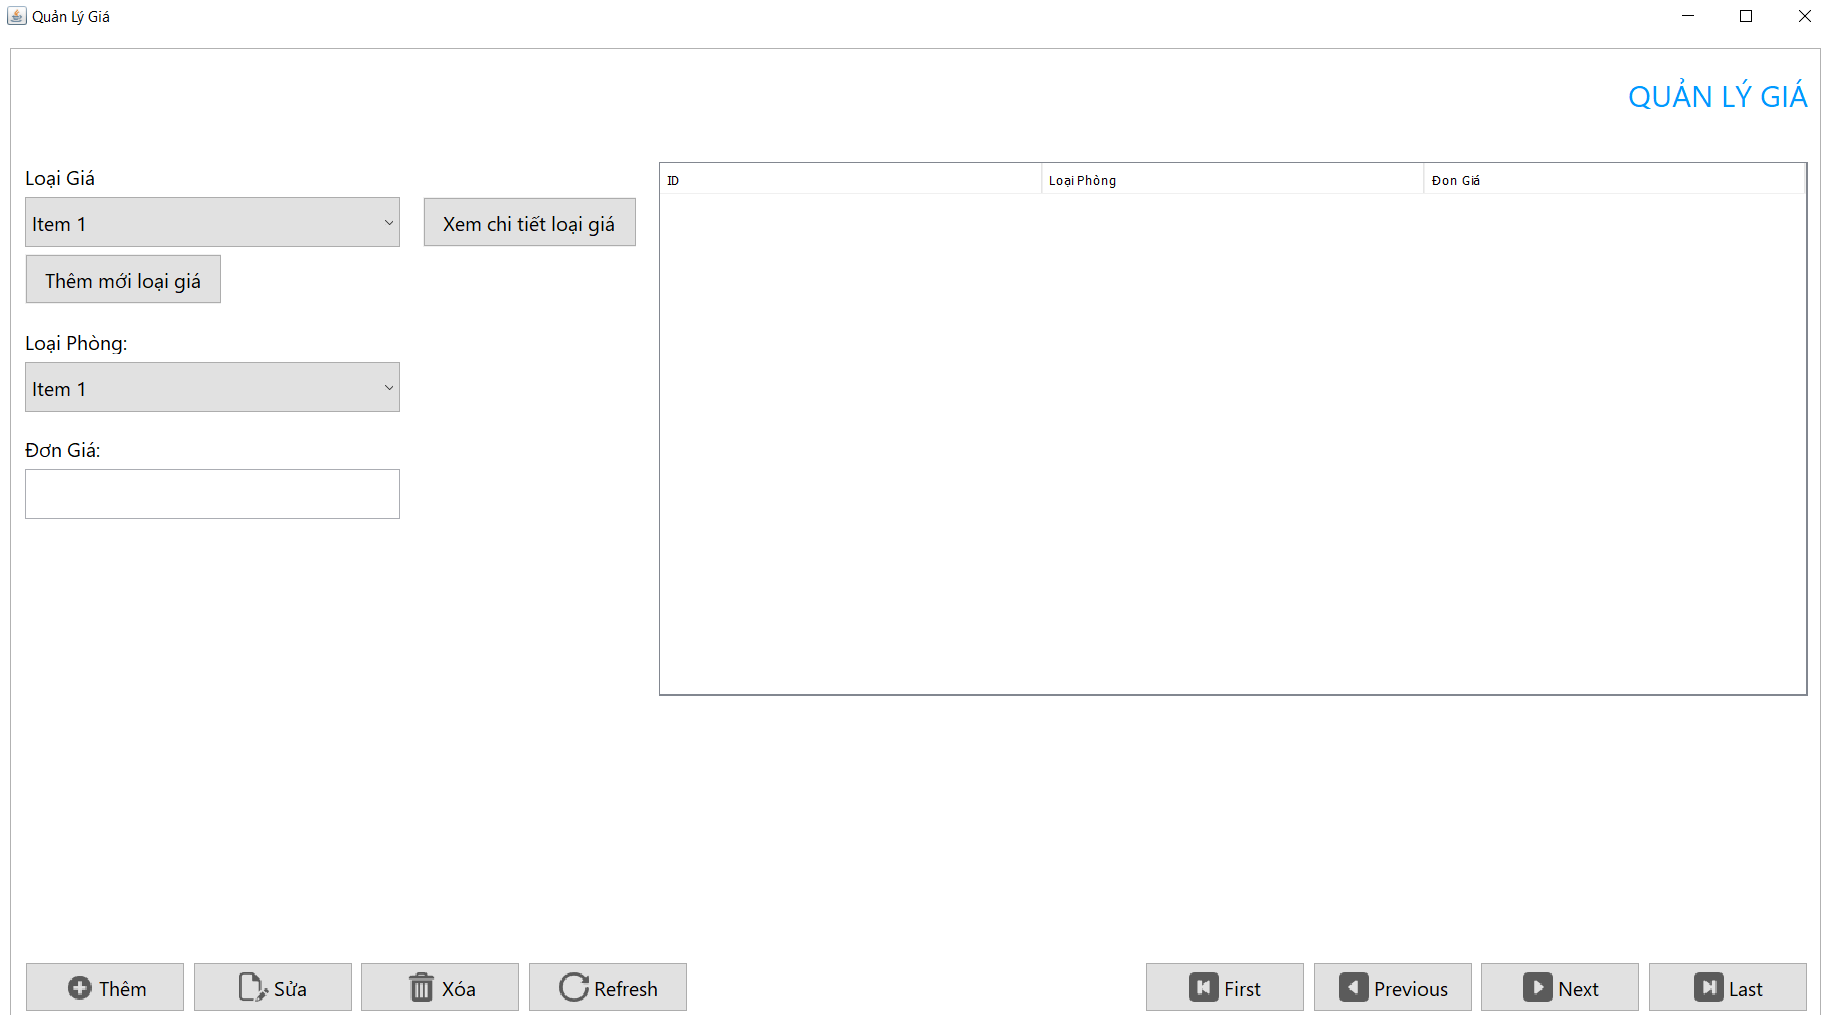 Quản Lý Giá
QUẢN LÝ GIÁ
Loại Giá
Item 1
Xem chi tiết loại giá
Thêm mới loại giá
Loại Phòng:
Item 1
Đơn Giá:
ID Loại Phòng Đon Giá
Thêm Sửa Xóa Refresh First Previous Next Last